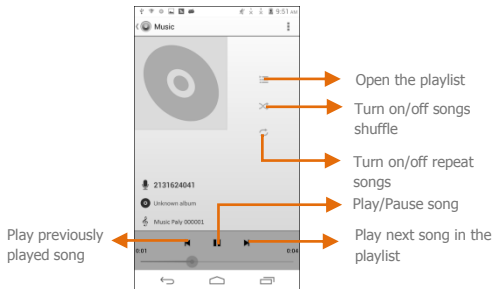 9:51 AM
Music
Open the playlist
Turn on/off songs
shuffle
Turn on/off repeat
songs
2131624041
Unknown album
Music Paly 000001
Play/Pause song
Play previously
played song
Play next song in the
playlist
0:01
0:04